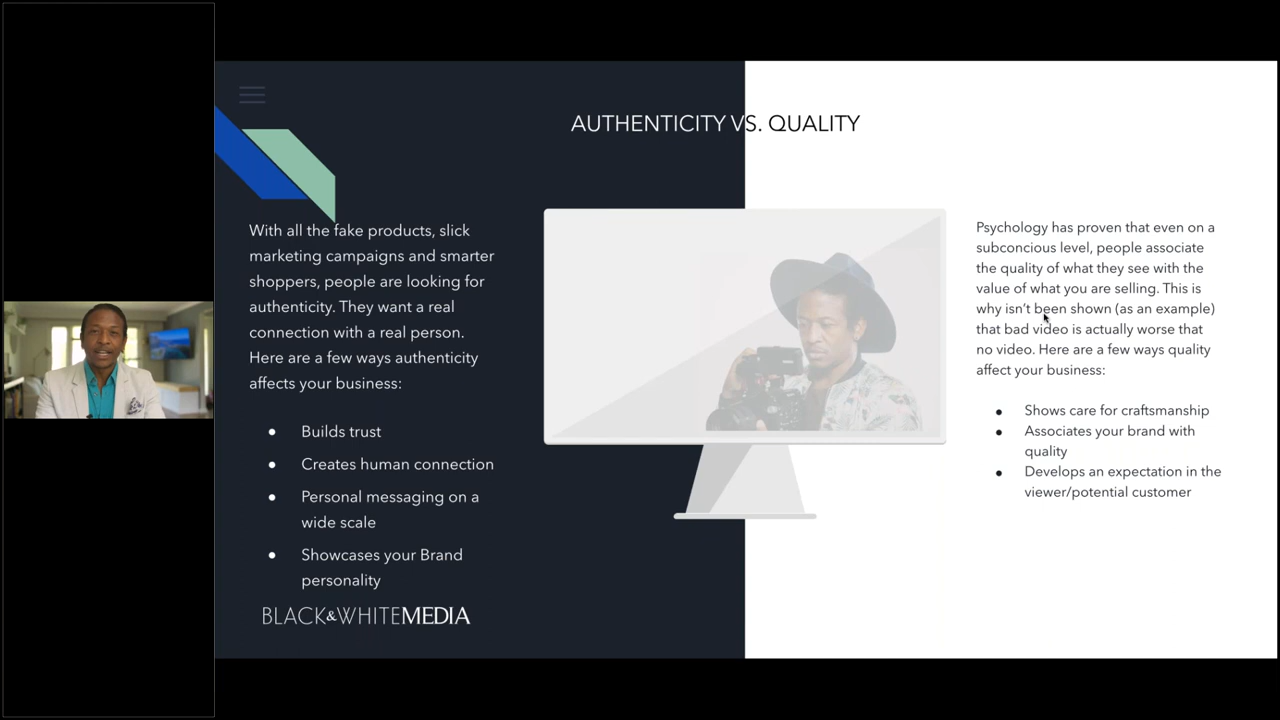 AUTHENTICITY VS. QUALITY
With all the fake products, slick
marketing campaigns and smarter
shoppers, people are looking for
authenticity. They want a real
connection with a real person.
Here are a few ways authenticity
affects your business:
● Builds trust
● Creates human connection
● Personal messaging on a
wide scale
● Showcases your Brand
personality
BLACK&WHITEMEDIA
Psychology has proven that even on a
subconcious level, people associate
the quality of what they see with the
value of what you are selling. This is
why isn't been shown (as an example)
that bad video is actually worse that
no video. Here are a few ways quality
affect your business:
● Shows care for craftsmanship
● Associates your brand with
quality
● Develops an expectation in the
viewer/potential customer